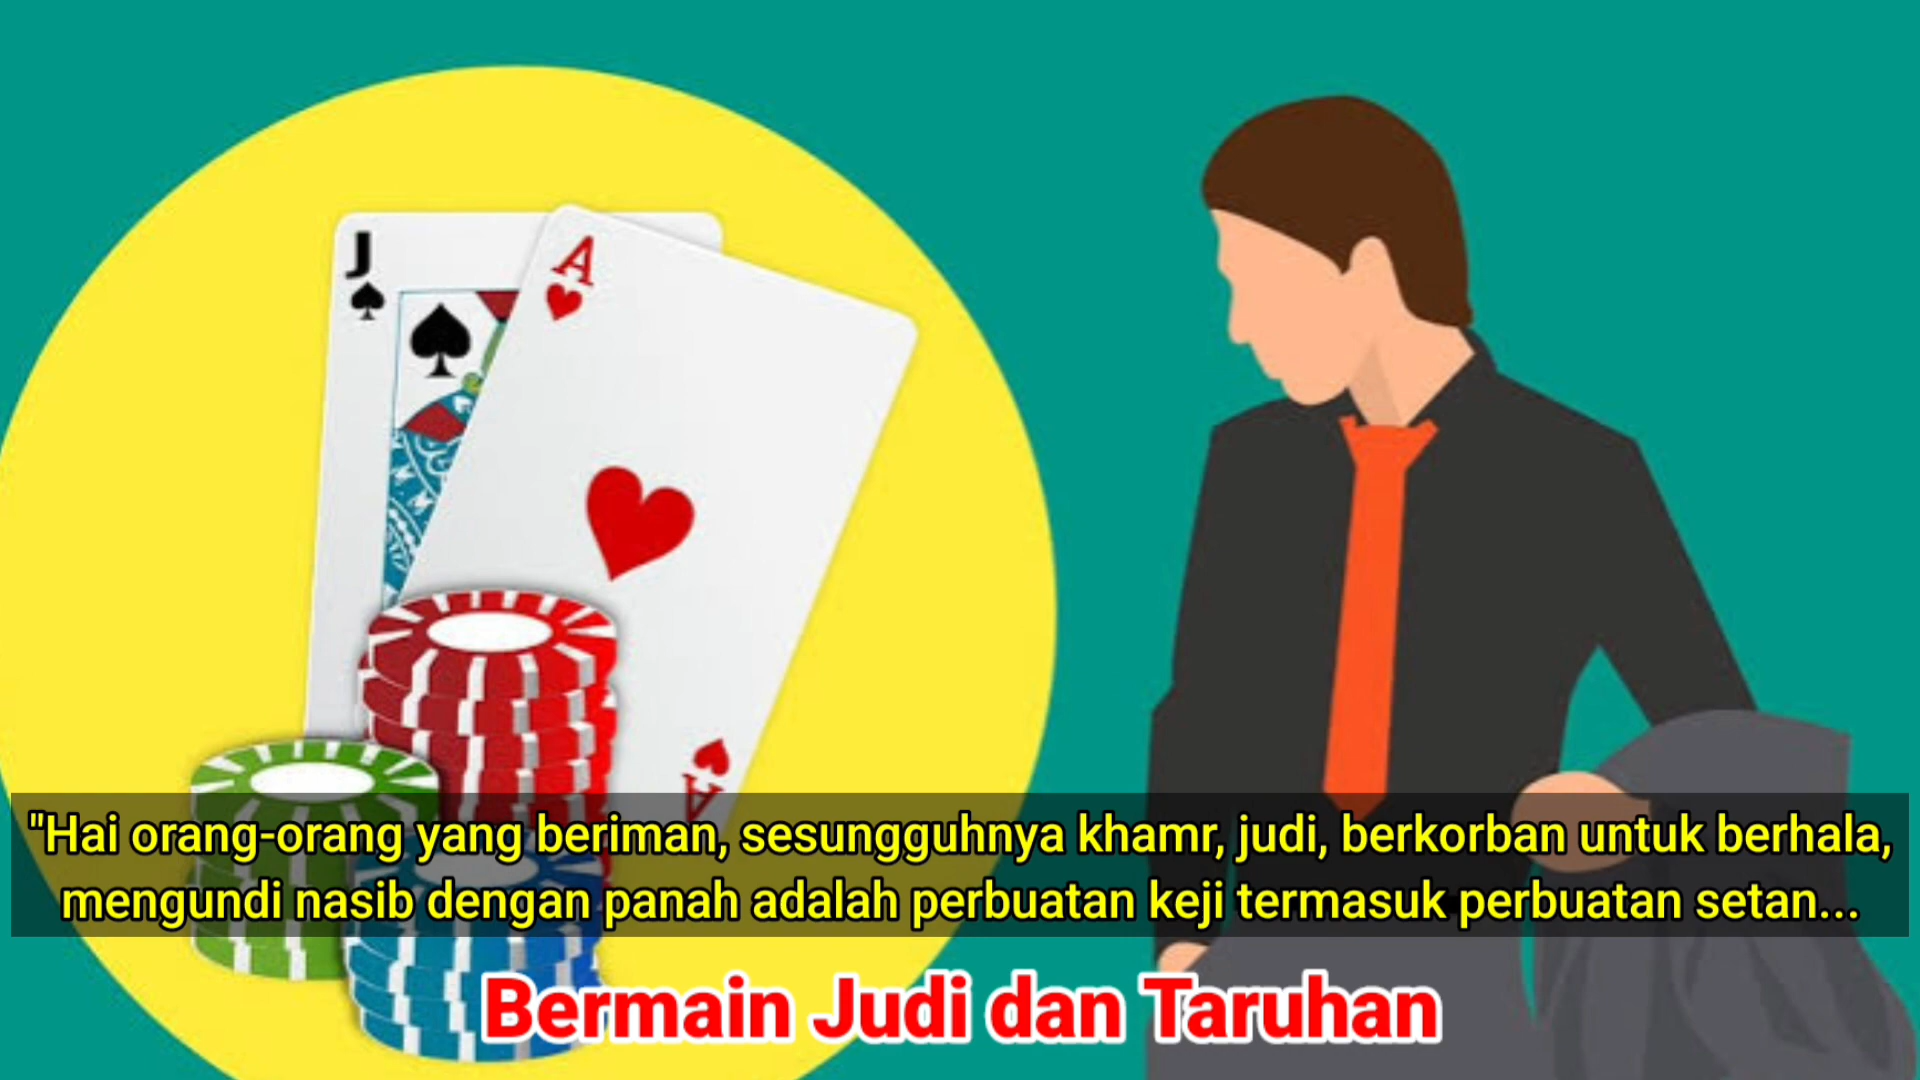 J
A
A
"Hai orang-orang yang beriman, sesungguhnya khamr, judi, berkorban untuk berhala,
mengundi nasib dengan panah adalah perbuatan keji termasuk perbuatan setan...
Bermain Judi dan Taruhan